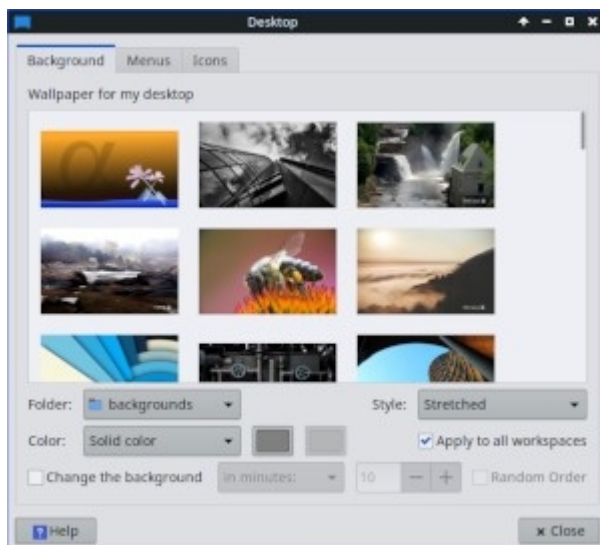 Desktop
Background Menus Icons
Wallpaper for my desktop
α
Folder: backgrounds Style: Stretched
Color: Solid color Apply to all workspaces
Change the background in minutes: 10 Random Order
Help Close